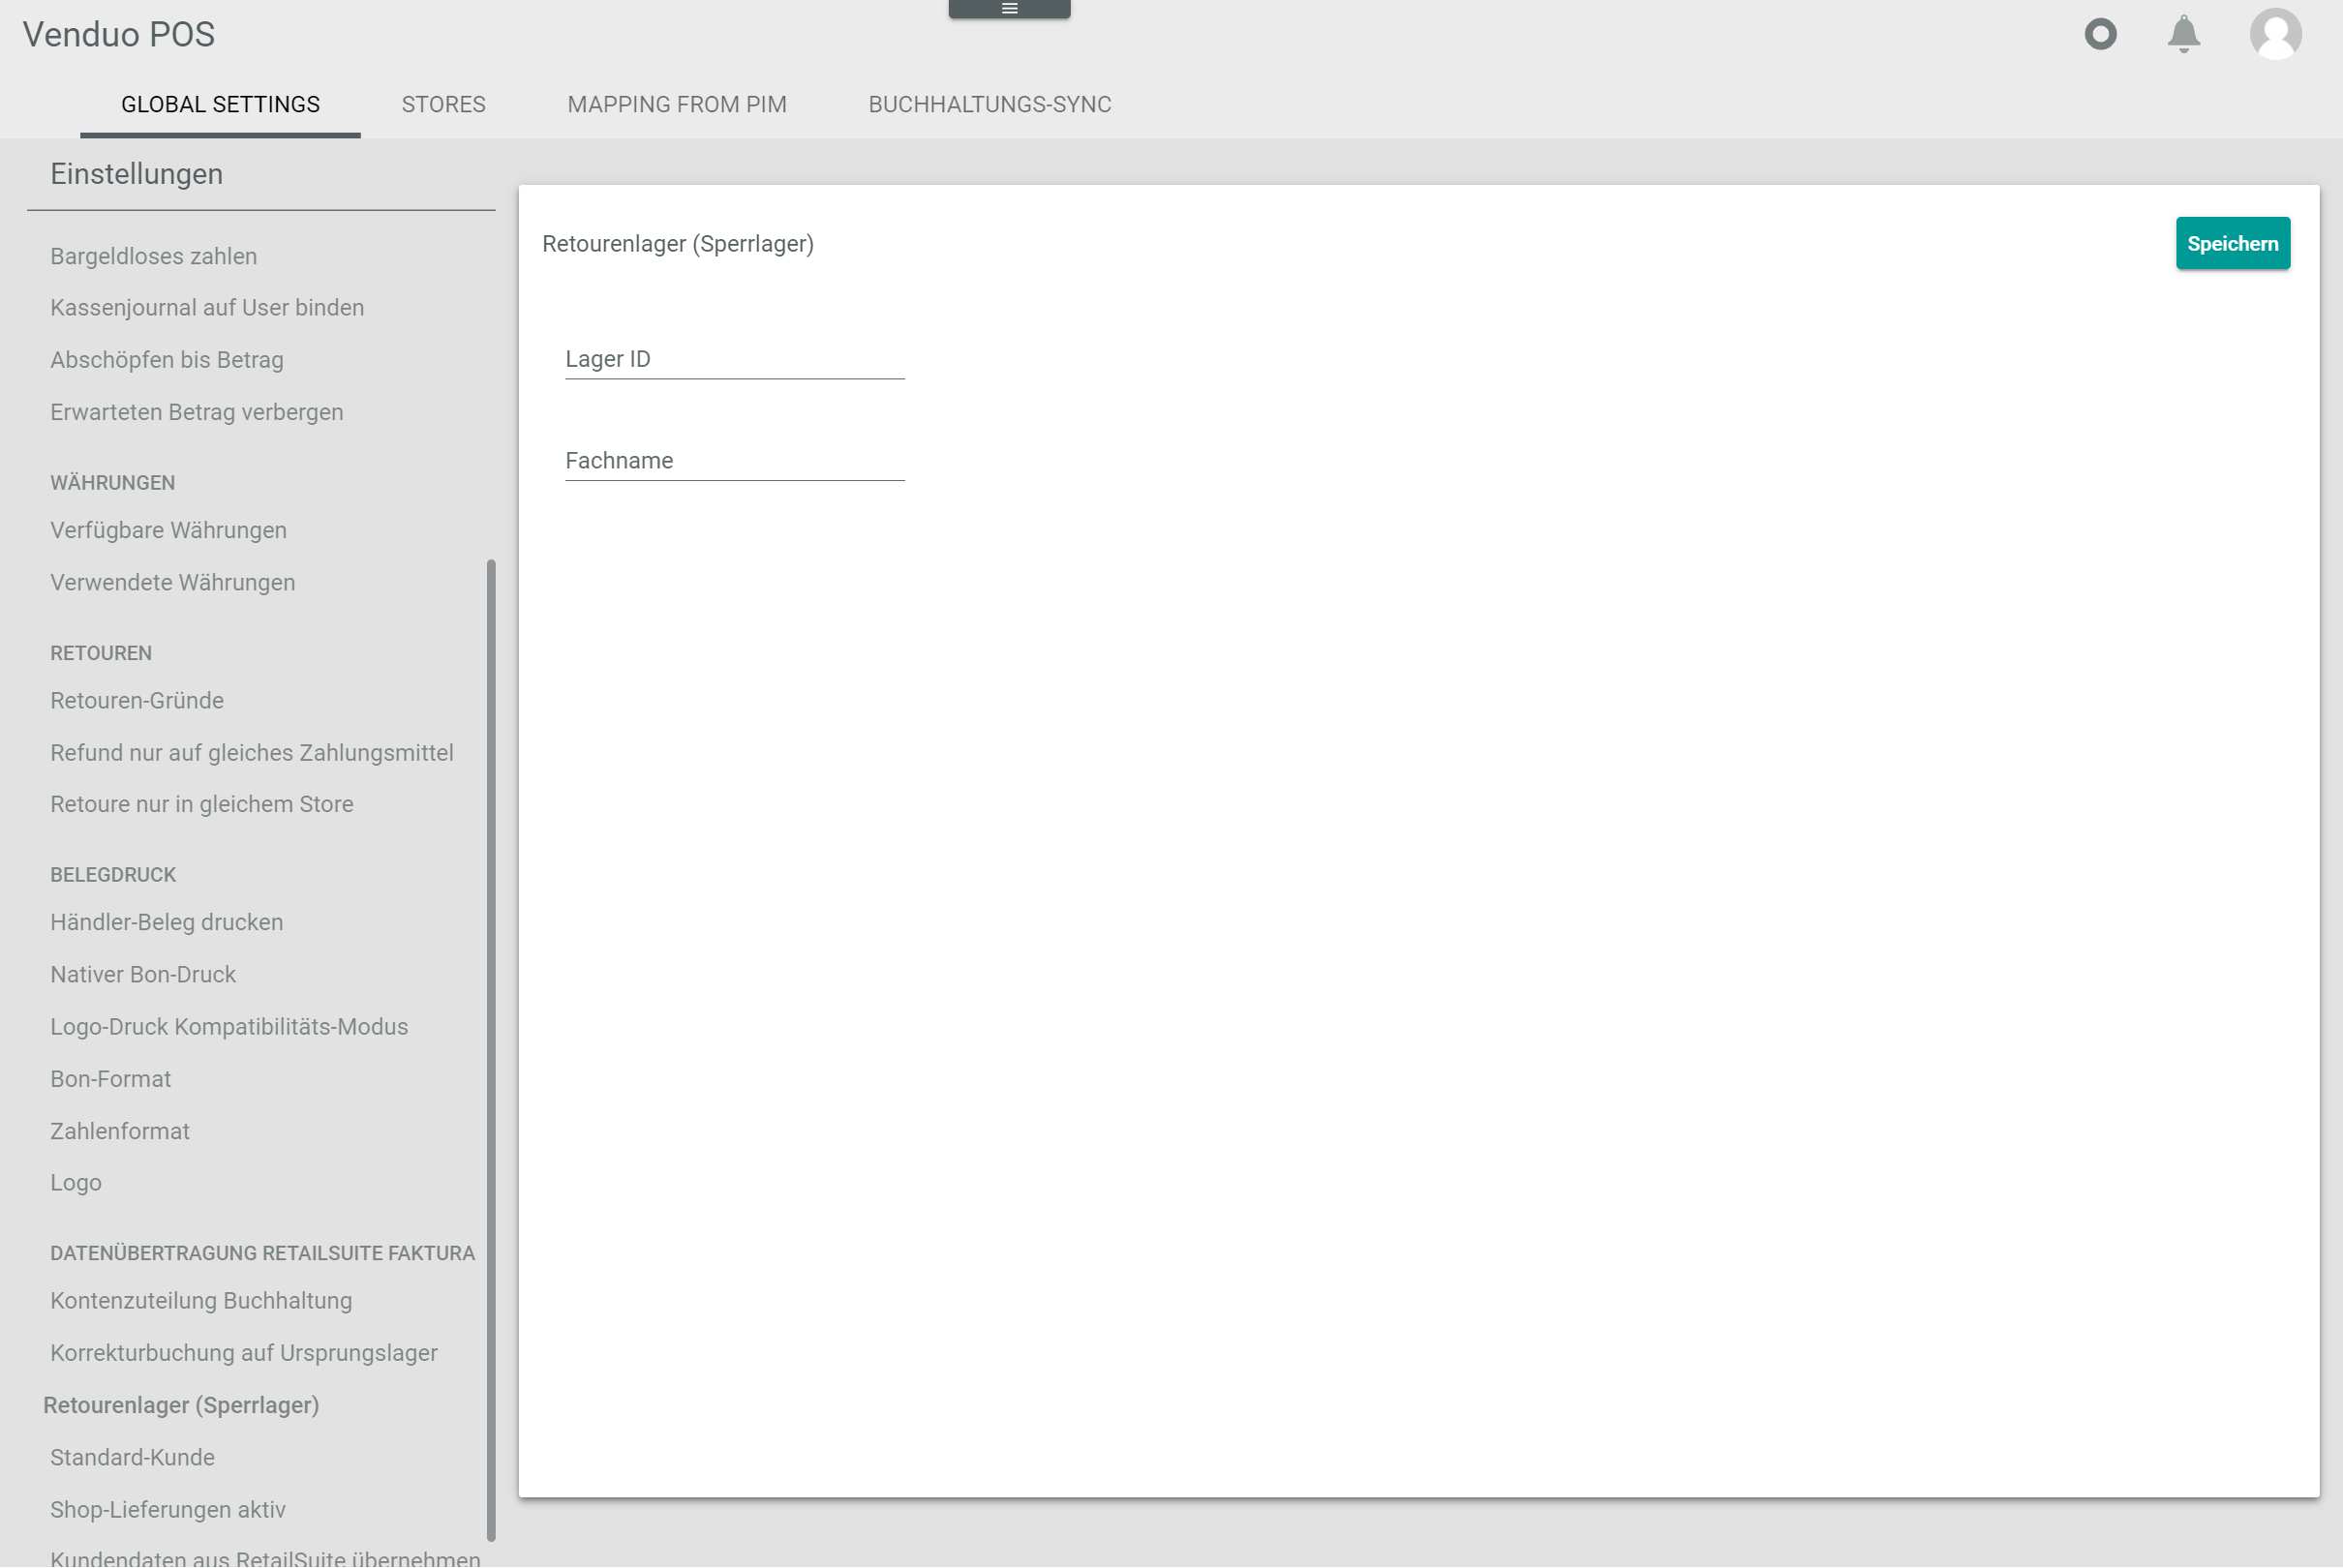 Venduo POS
GLOBAL SETTINGS
STORES
MAPPING FROM PIM
BUCHHALTUNGS-SYNC
Einstellungen
Bargeldloses zahlen
Kassenjournal auf User binden
Abschöpfen bis Betrag
Erwarteten Betrag verbergen
WÄHRUNGEN
Verfügbare Währungen
Verwendete Währungen
RETOUREN
Retouren-Gründe
Refund nur auf gleiches Zahlungsmittel
Retoure nur in gleichem Store
BELEGDRUCK
Händler-Beleg drucken
Nativer Bon-Druck
Logo-Druck Kompatibilitäts-Modus
Bon-Format
Zahlenformat
Logo
DATENÜBERTRAGUNG RETAILSUITE FAKTURA
Kontenzuteilung Buchhaltung
Korrekturbuchung auf Ursprungslager
Retourenlager (Sperrlager)
Standard-Kunde
Shop-Lieferungen aktiv
Kundendaten aus RetailSuite übernehmen
Retourenlager (Sperrlager)
Speichern
Lager ID
Fachname